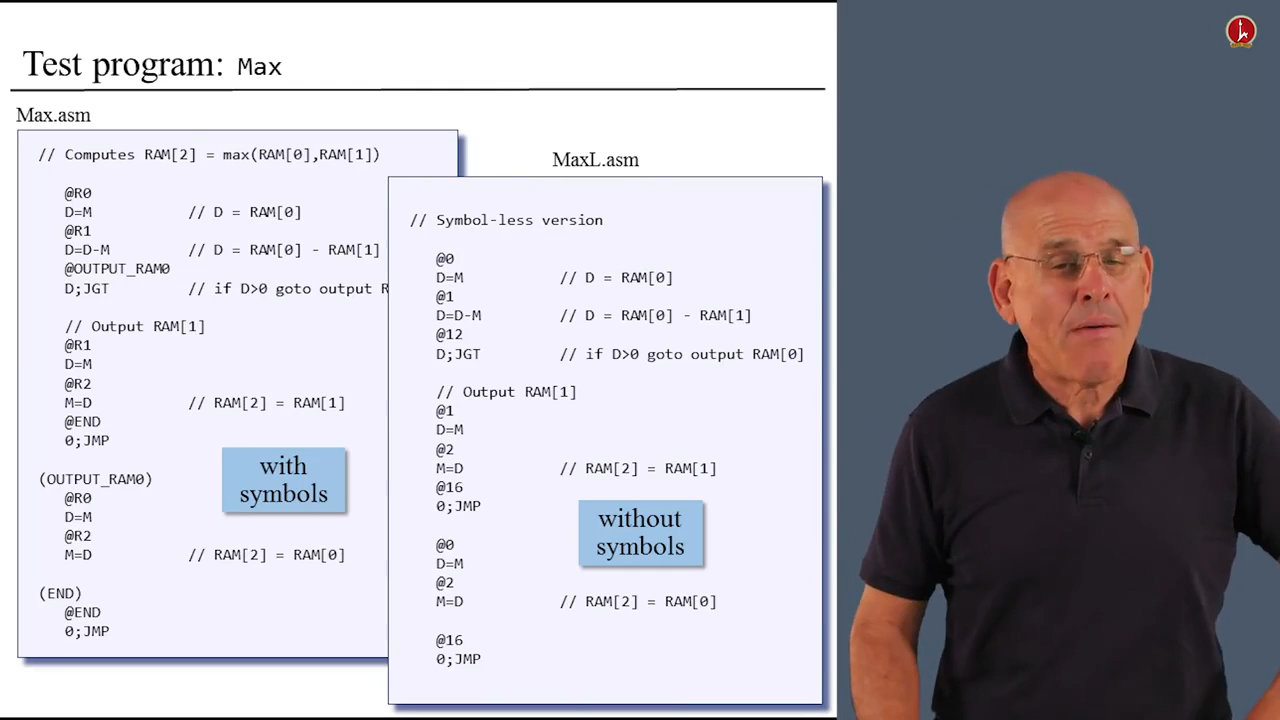 Test program: Max
Max.asm
// Computes RAM[2] = max(RAM[0],RAM[1])
@R0
D=M // D = RAM[0]
@R1
D=D-M // D = RAM[0] - RAM[1]
@OUTPUT_RAM0
D;JGT // if D>0 goto output R
// Output RAM[1]
@R1
D=M
@R2
M=D // RAM[2] = RAM[1]
@END
0;JMP
(OUTPUT_RAM0)
@R0
D=M
@R2
M=D // RAM[2] = RAM[0]
(END)
@END
0;JMP
with
symbols
MaxL.asm
// Symbol-less version
@0
D=M // D = RAM[0]
@1
D=D-M // D = RAM[0] - RAM[1]
@12
D;JGT // if D>0 goto output RAM[0]
// Output RAM[1]
@1
D=M
@2
M=D // RAM[2] = RAM[1]
@16
0;JMP
@0
D=M
@2
M=D // RAM[2] = RAM[0]
@16
0;JMP
without
symbols